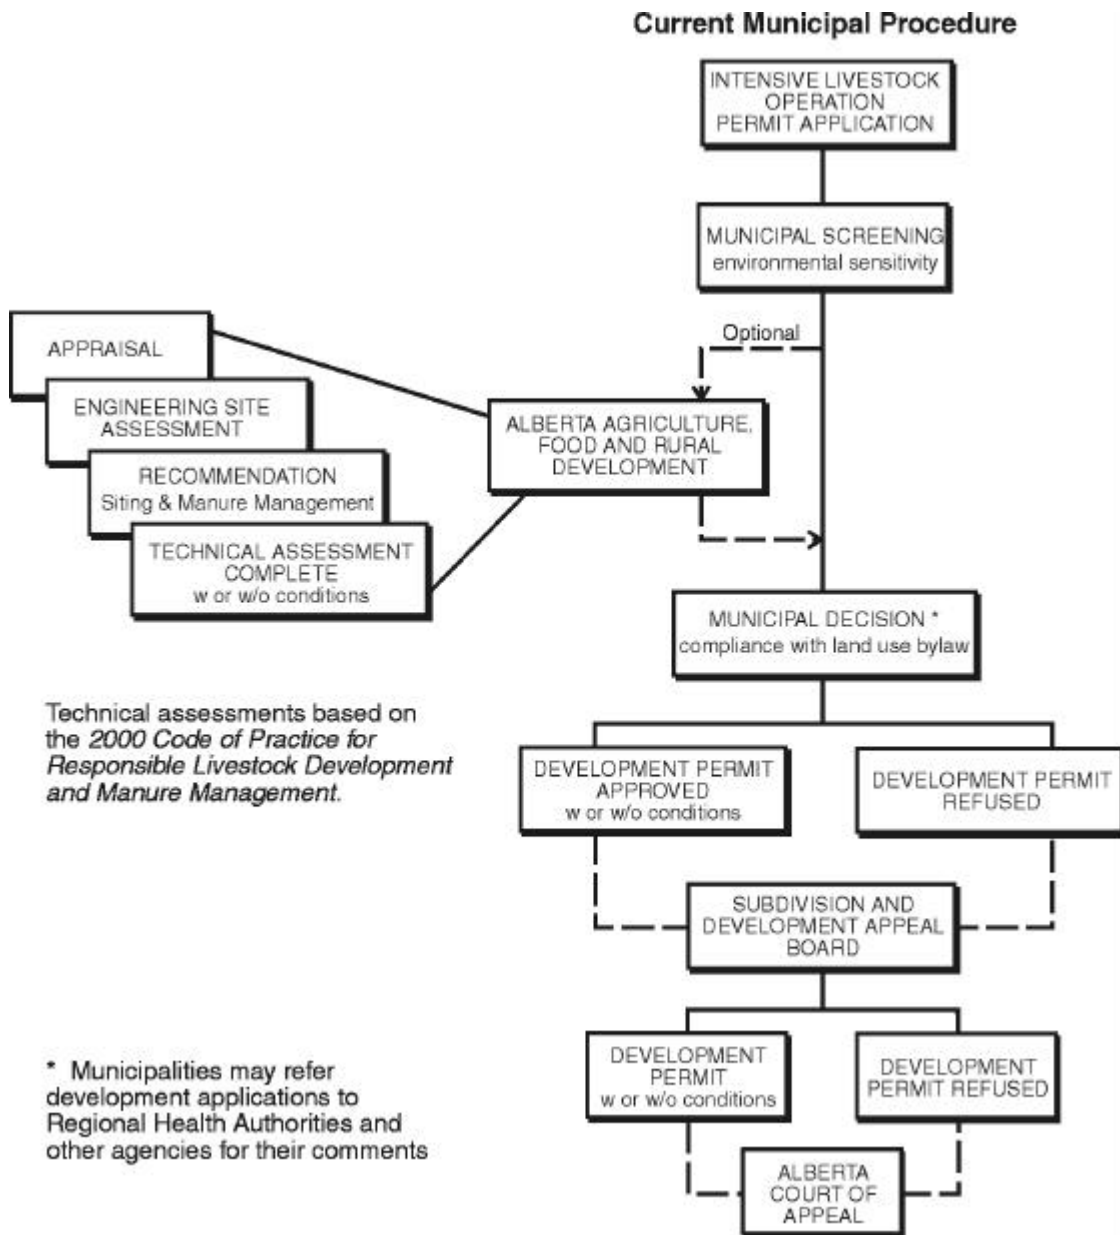 Current Municipal Procedure
INTENSIVE LIVESTOCK
OPERATION
PERMIT APPLICATION
MUNICIPAL SCREENING
environmental sensitivity
Optional
APPRAISAL
ENGINEERING SITE
ASSESSMENT
RECOMMENDATION
Siting & Manure Management
TECHNICAL ASSESSMENT
COMPLETE
w or w/o conditions
ALBERTA AGRICULTURE,
FOOD AND RURAL
DEVELOPMENT
MUNICIPAL DECISION *
compliance with land use bylaw
Technical assessments based on
the 2000 Code of Practice for
Responsible Livestock Development
and Manure Management.
DEVELOPMENT PERMIT
APPROVED
w or w/o conditions
DEVELOPMENT PERMIT
REFUSED
SUBDIVISION AND
DEVELOPMENT APPEAL
BOARD
DEVELOPMENT
PERMIT
w or w/o conditions
DEVELOPMENT
PERMIT REFUSED
* Municipalities may refer
development applications to
Regional Health Authorities and
other agencies for their comments
ALBERTA
COURT OF
APPEAL